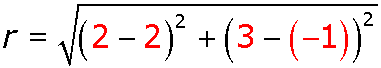 r = √((2 − 2)² + (3 − (−1))²)